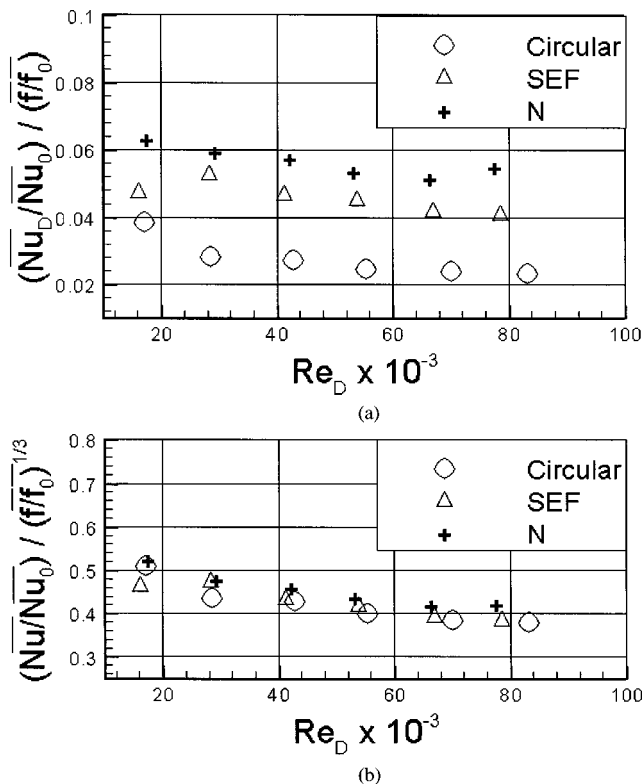 0.1
0.08
0.06
0.04
0.02
(Nu_D/Nu_0) / (f/f_0)
Circular
SEF
N
20 40 60 80 100
Re_D x 10^-3
(a)
0.8
0.7
0.6
0.5
0.4
0.3
(Nu/Nu_0) / (f/f_0)^1/3
Circular
SEF
N
20 40 60 80 100
Re_D x 10^-3
(b)